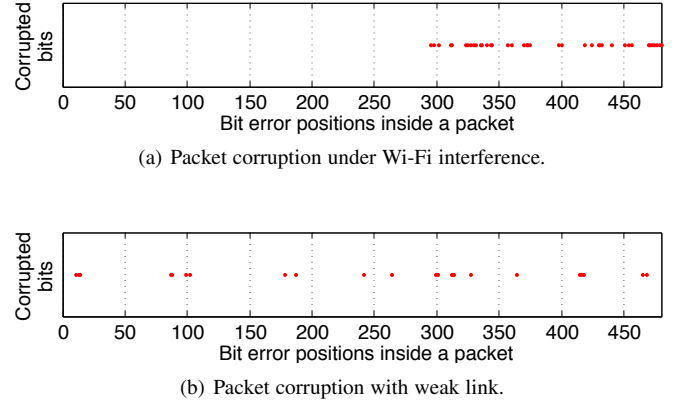 Corrupted
bits
0 50 100 150 200 250 300 350 400 450
Bit error positions inside a packet
(a) Packet corruption under Wi-Fi interference.
Corrupted
bits
0 50 100 150 200 250 300 350 400 450
Bit error positions inside a packet
(b) Packet corruption with weak link.